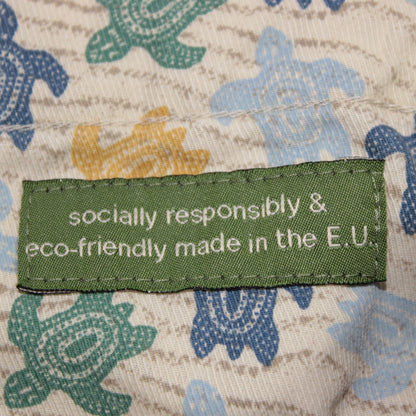 socially responsibly &
eco-friendly made in the E.U.